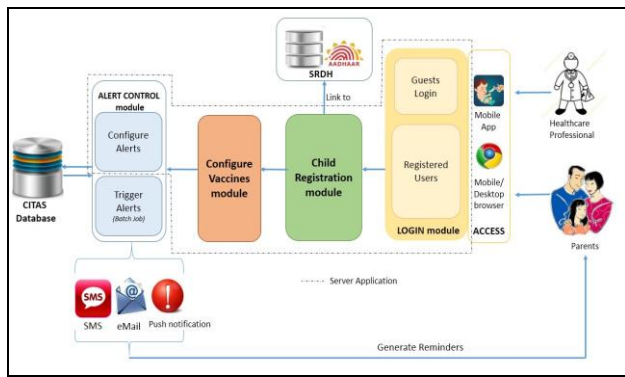 AADHAAR
SRDH
Link to
ALERT CONTROL
module
Configure
Alerts
Trigger
Alerts
(Batch Job)
CITAS
Database
Configure
Vaccines
module
Child
Registration
module
Guests
Login
Registered
Users
LOGIN module
Mobile
App
Mobile/
Desktop
browser
ACCESS
Healthcare
Professional
Parents
Server Application
SMS
SMS
eMail
Push notification
Generate Reminders